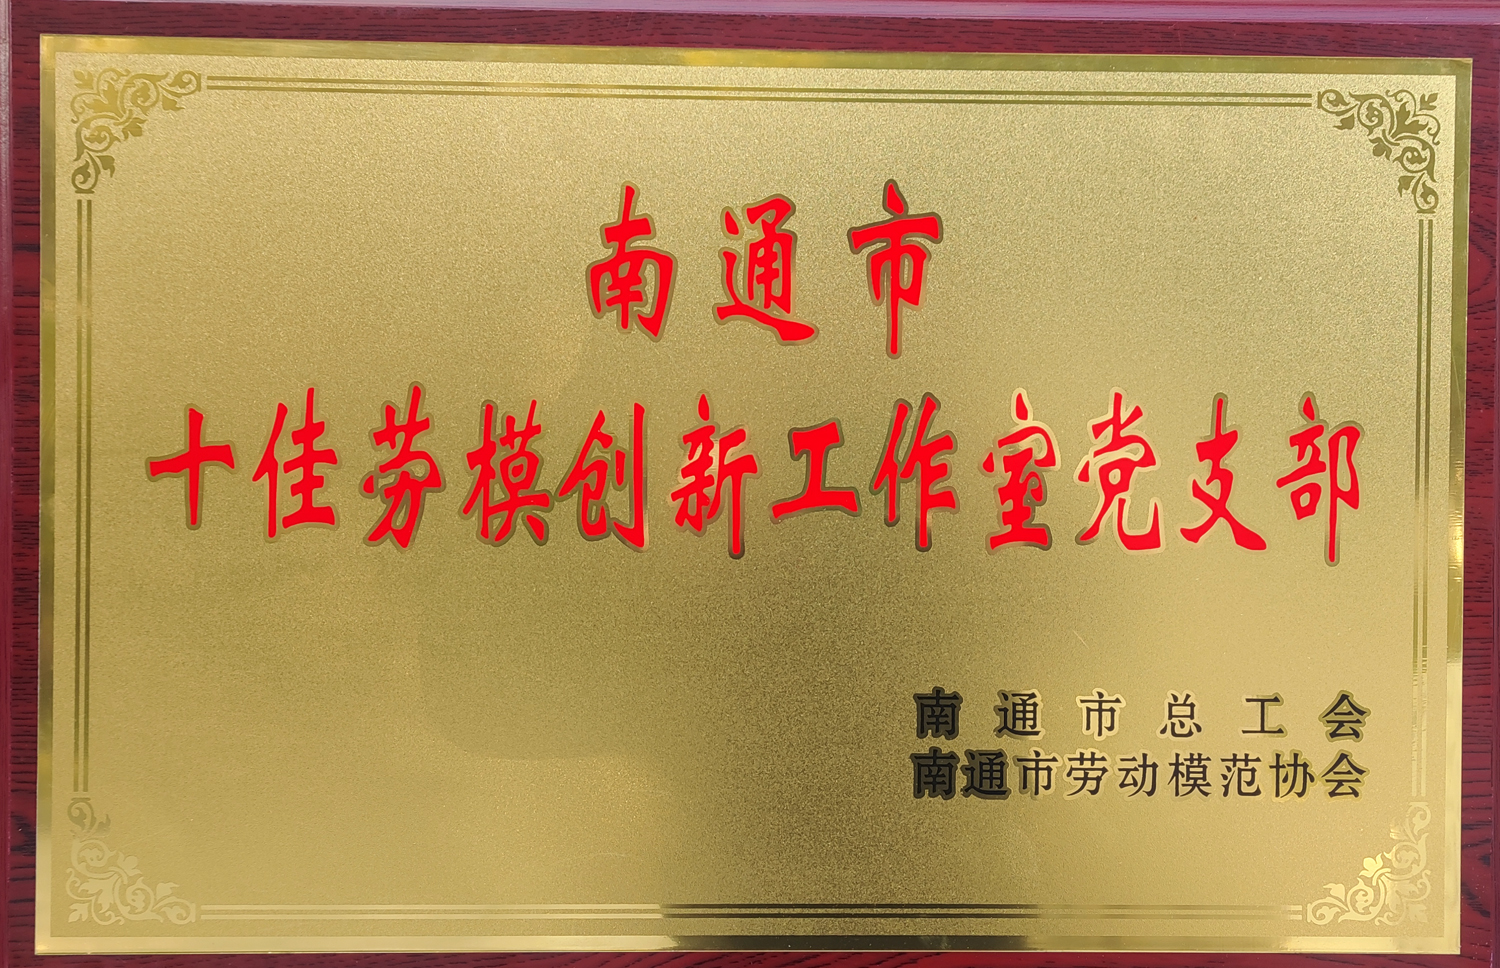 南通市
十佳劳模创新工作室党支部
南通市总工会
南通市劳动模范协会